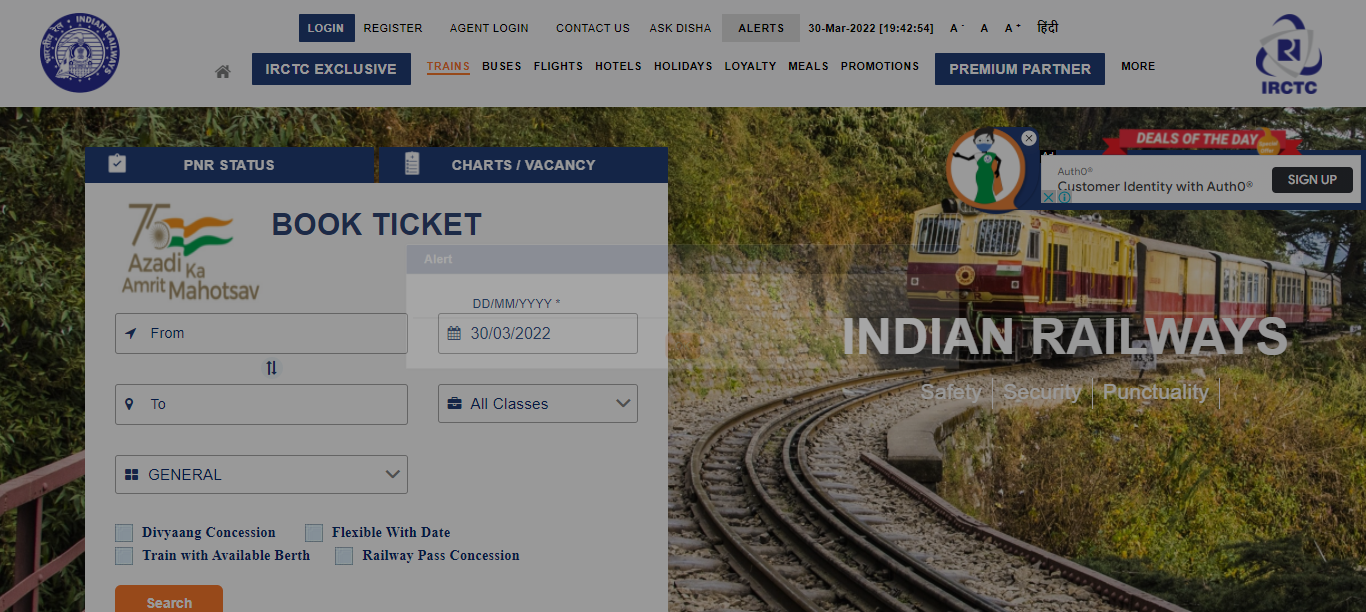 LOGIN REGISTER AGENT LOGIN CONTACT US ASK DISHA ALERTS 30-Mar-2022 [19:42:54] A - A A + हिंदी
INDIAN RAILWAYS
भारतीय रेल
IRCTC EXCLUSIVE TRAINS BUSES FLIGHTS HOTELS HOLIDAYS LOYALTY MEALS PROMOTIONS PREMIUM PARTNER MORE
IRCTC
DEALS OF THE DAY
Special Offer
Ad
Auth0®
Customer Identity with Auth0®
SIGN UP
PNR STATUS CHARTS / VACANCY
75
Azadi Ka
Amrit Mahotsav
BOOK TICKET
Alert
DD/MM/YYYY *
From 30/03/2022
To All Classes
GENERAL
Divyaang Concession Flexible With Date
Train with Available Berth Railway Pass Concession
Search
INDIAN RAILWAYS
Safety | Security | Punctuality |